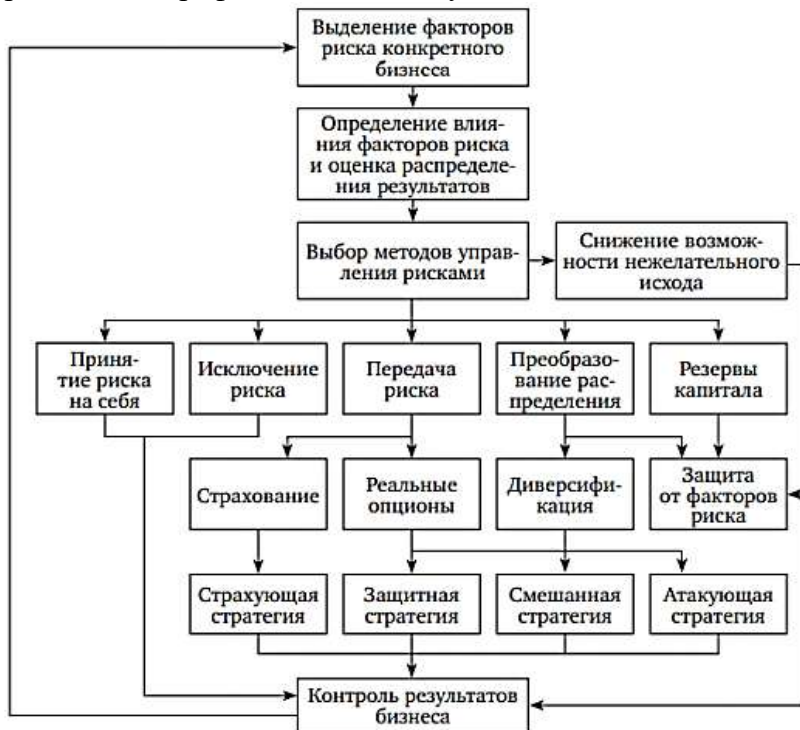 Выделение факторов
риска конкретного
бизнеса
Определение влия-
ния факторов риска
и оценка распределе-
ния результатов
Выбор методов управ-
ления рисками
Снижение возмож-
ности нежелательного
исхода
Приня-
тие риска
на себя
Исключение
риска
Передача
риска
Преобразо-
вание рас-
пределения
Резервы
капитала
Страхование
Реальные
опционы
Диверсифи-
кация
Защита
от факторов
риска
Страхующая
стратегия
Защитная
стратегия
Смешанная
стратегия
Атакующая
стратегия
Контроль результатов
бизнеса